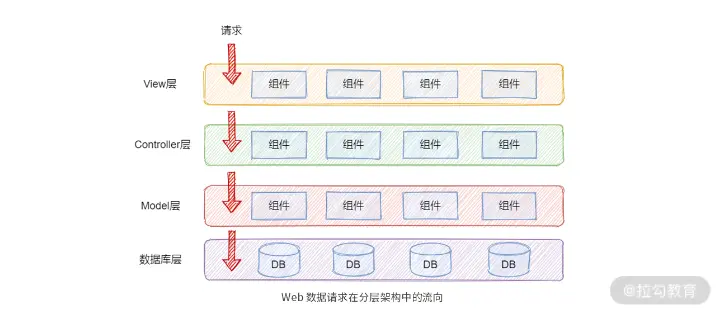 请求
View层
组件 组件 组件 组件
Controller层
组件 组件 组件 组件
Model层
组件 组件 组件 组件
数据库层
DB DB DB DB
Web 数据请求在分层架构中的流向
@拉勾教育